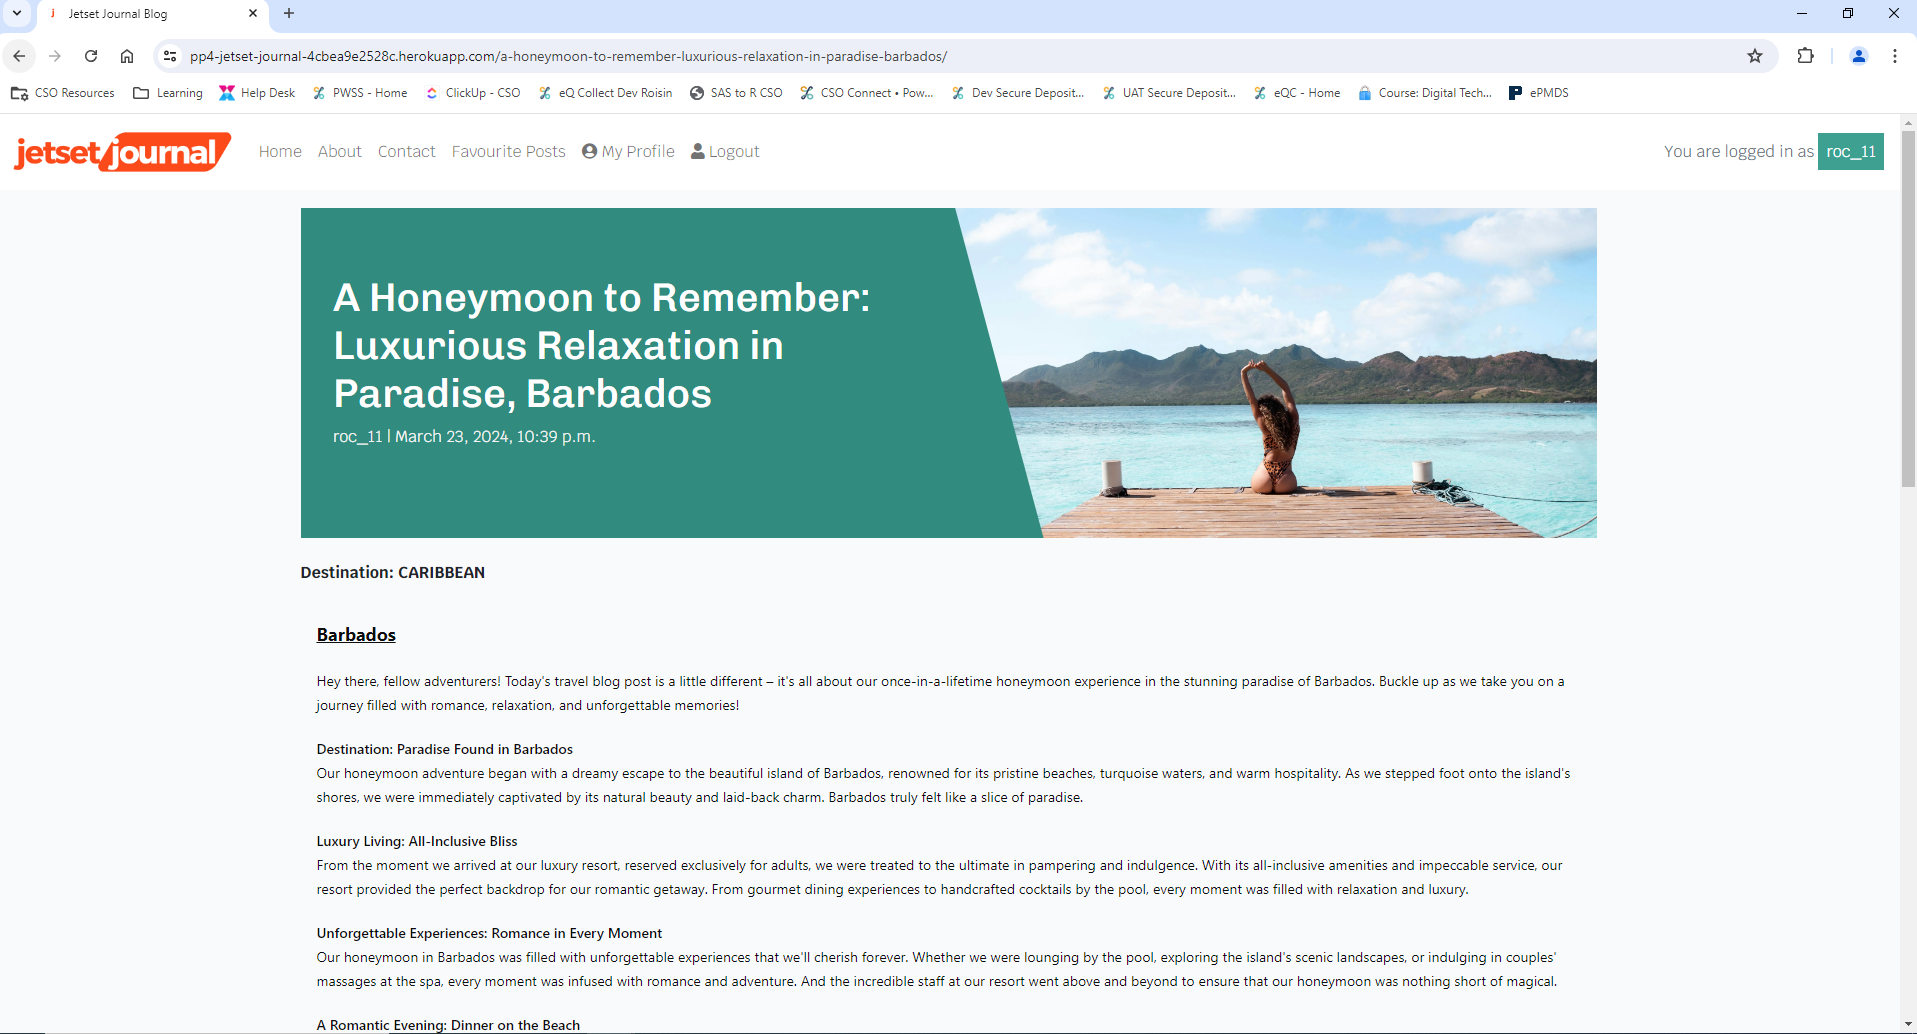 Jetset Journal Blog
pp4-jetset-journal-4cbea9e2528c.herokuapp.com/a-honeymoon-to-remember-luxurious-relaxation-in-paradise-barbados/
CSO Resources Learning Help Desk PWSS - Home ClickUp - CSO eQ Collect Dev Roisin SAS to R CSO CSO Connect • Pow... Dev Secure Deposit... UAT Secure Deposit... eQC - Home Course: Digital Tech... ePMDS
jetset journal Home About Contact Favourite Posts My Profile Logout You are logged in as roc_11
A Honeymoon to Remember:
Luxurious Relaxation in
Paradise, Barbados
roc_11 | March 23, 2024, 10:39 p.m.
Destination: CARIBBEAN
Barbados
Hey there, fellow adventurers! Today's travel blog post is a little different – it's all about our once-in-a-lifetime honeymoon experience in the stunning paradise of Barbados. Buckle up as we take you on a
journey filled with romance, relaxation, and unforgettable memories!
Destination: Paradise Found in Barbados
Our honeymoon adventure began with a dreamy escape to the beautiful island of Barbados, renowned for its pristine beaches, turquoise waters, and warm hospitality. As we stepped foot onto the island's
shores, we were immediately captivated by its natural beauty and laid-back charm. Barbados truly felt like a slice of paradise.
Luxury Living: All-Inclusive Bliss
From the moment we arrived at our luxury resort, reserved exclusively for adults, we were treated to the ultimate in pampering and indulgence. With its all-inclusive amenities and impeccable service, our
resort provided the perfect backdrop for our romantic getaway. From gourmet dining experiences to handcrafted cocktails by the pool, every moment was filled with relaxation and luxury.
Unforgettable Experiences: Romance in Every Moment
Our honeymoon in Barbados was filled with unforgettable experiences that we'll cherish forever. Whether we were lounging by the pool, exploring the island's scenic landscapes, or indulging in couples'
massages at the spa, every moment was infused with romance and adventure. And the incredible staff at our resort went above and beyond to ensure that our honeymoon was nothing short of magical.
A Romantic Evening: Dinner on the Beach